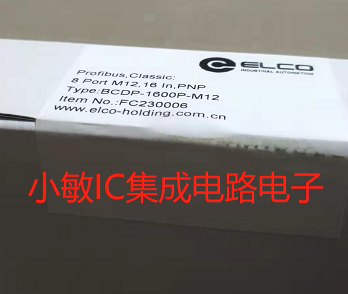 ELCO
INDUSTRIAL AUTOMATION
Profibus,Classic:
8 Port M12,16 In,PNP
Type:BCDP-1600P-M12
Item No.:FC230006
www.elco-holding.com.cn
小敏IC集成电路电子